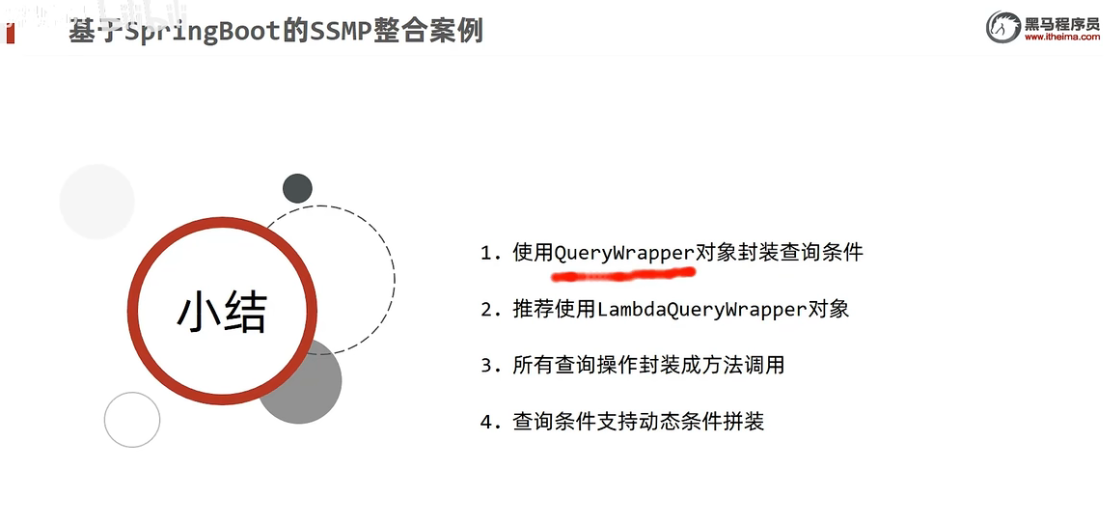 基于SpringBoot的SSMP整合案例
黑马程序员
www.itheima.com
小结
1. 使用QueryWrapper对象封装查询条件
2. 推荐使用LambdaQueryWrapper对象
3. 所有查询操作封装成方法调用
4. 查询条件支持动态条件拼装